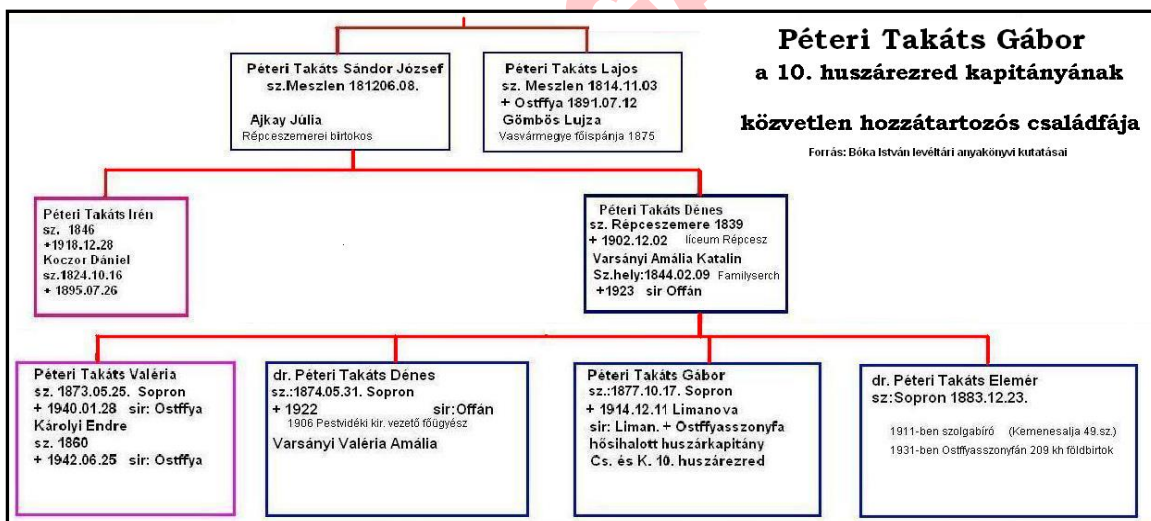 Péteri Takáts Gábor
a 10. huszárezred kapitányának
közvetlen hozzátartozós családfája
Forrás: Bóka István levéltári anyakönyvi kutatásai
Péteri Takáts Sándor József
sz.Meszlen 181206.08.
Ajkay Júlia
Répceszemerei birtokos
Péteri Takáts Lajos
sz. Meszlen 1814.11.03
+ Ostffya 1891.07.12
Gömbös Lujza
Vasvármegye főispánja 1875
Péteri Takáts Irén
sz. 1846
+1918.12.28
Koczor Dániel
sz.1824.10.16
+ 1895.07.26
Péteri Takáts Dénes
sz. Répceszemere 1839
+ 1902.12.02 líceum Répcesz
Varsányi Amália Katalin
Sz.hely:1844.02.09 Familyserch
+1923 sir Offán
Péteri Takáts Valéria
sz. 1873.05.25. Sopron
+ 1940.01.28 sir: Ostffya
Károlyi Endre
sz. 1860
+ 1942.06.25 sir: Ostffya
dr. Péteri Takáts Dénes
sz.:1874.05.31. Sopron
+ 1922 sir:Offán
1906 Pestvidéki kir. vezető főügyész
Varsányi Valéria Amália
Péteri Takáts Gábor
sz.:1877.10.17. Sopron
+ 1914.12.11 Limanova
sir: Liman. + Ostffyasszonyfa
hősihalott huszárkapitány
Cs. és K. 10. huszárezred
dr. Péteri Takáts Elemér
sz:Sopron 1883.12.23.
1911-ben szolgabíró (Kemenesalja 49.sz.)
1931-ben Ostffyasszonyfán 209 kh földbirtok